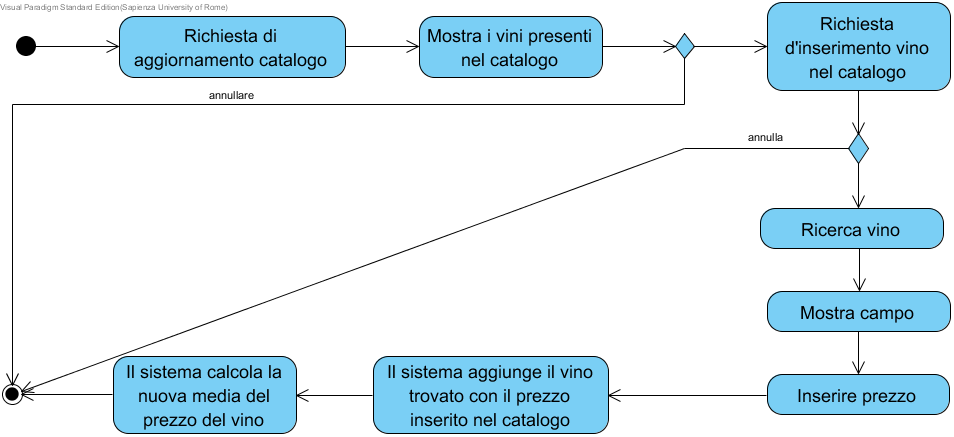 Visual Paradigm Standard Edition(Sapienza University of Rome)
Richiesta di
aggiornamento catalogo
Mostra i vini presenti
nel catalogo
Richiesta
d'inserimento vino
nel catalogo
annullare
annulla
Ricerca vino
Mostra campo
Inserire prezzo
Il sistema aggiunge il vino
trovato con il prezzo
inserito nel catalogo
Il sistema calcola la
nuova media del
prezzo del vino